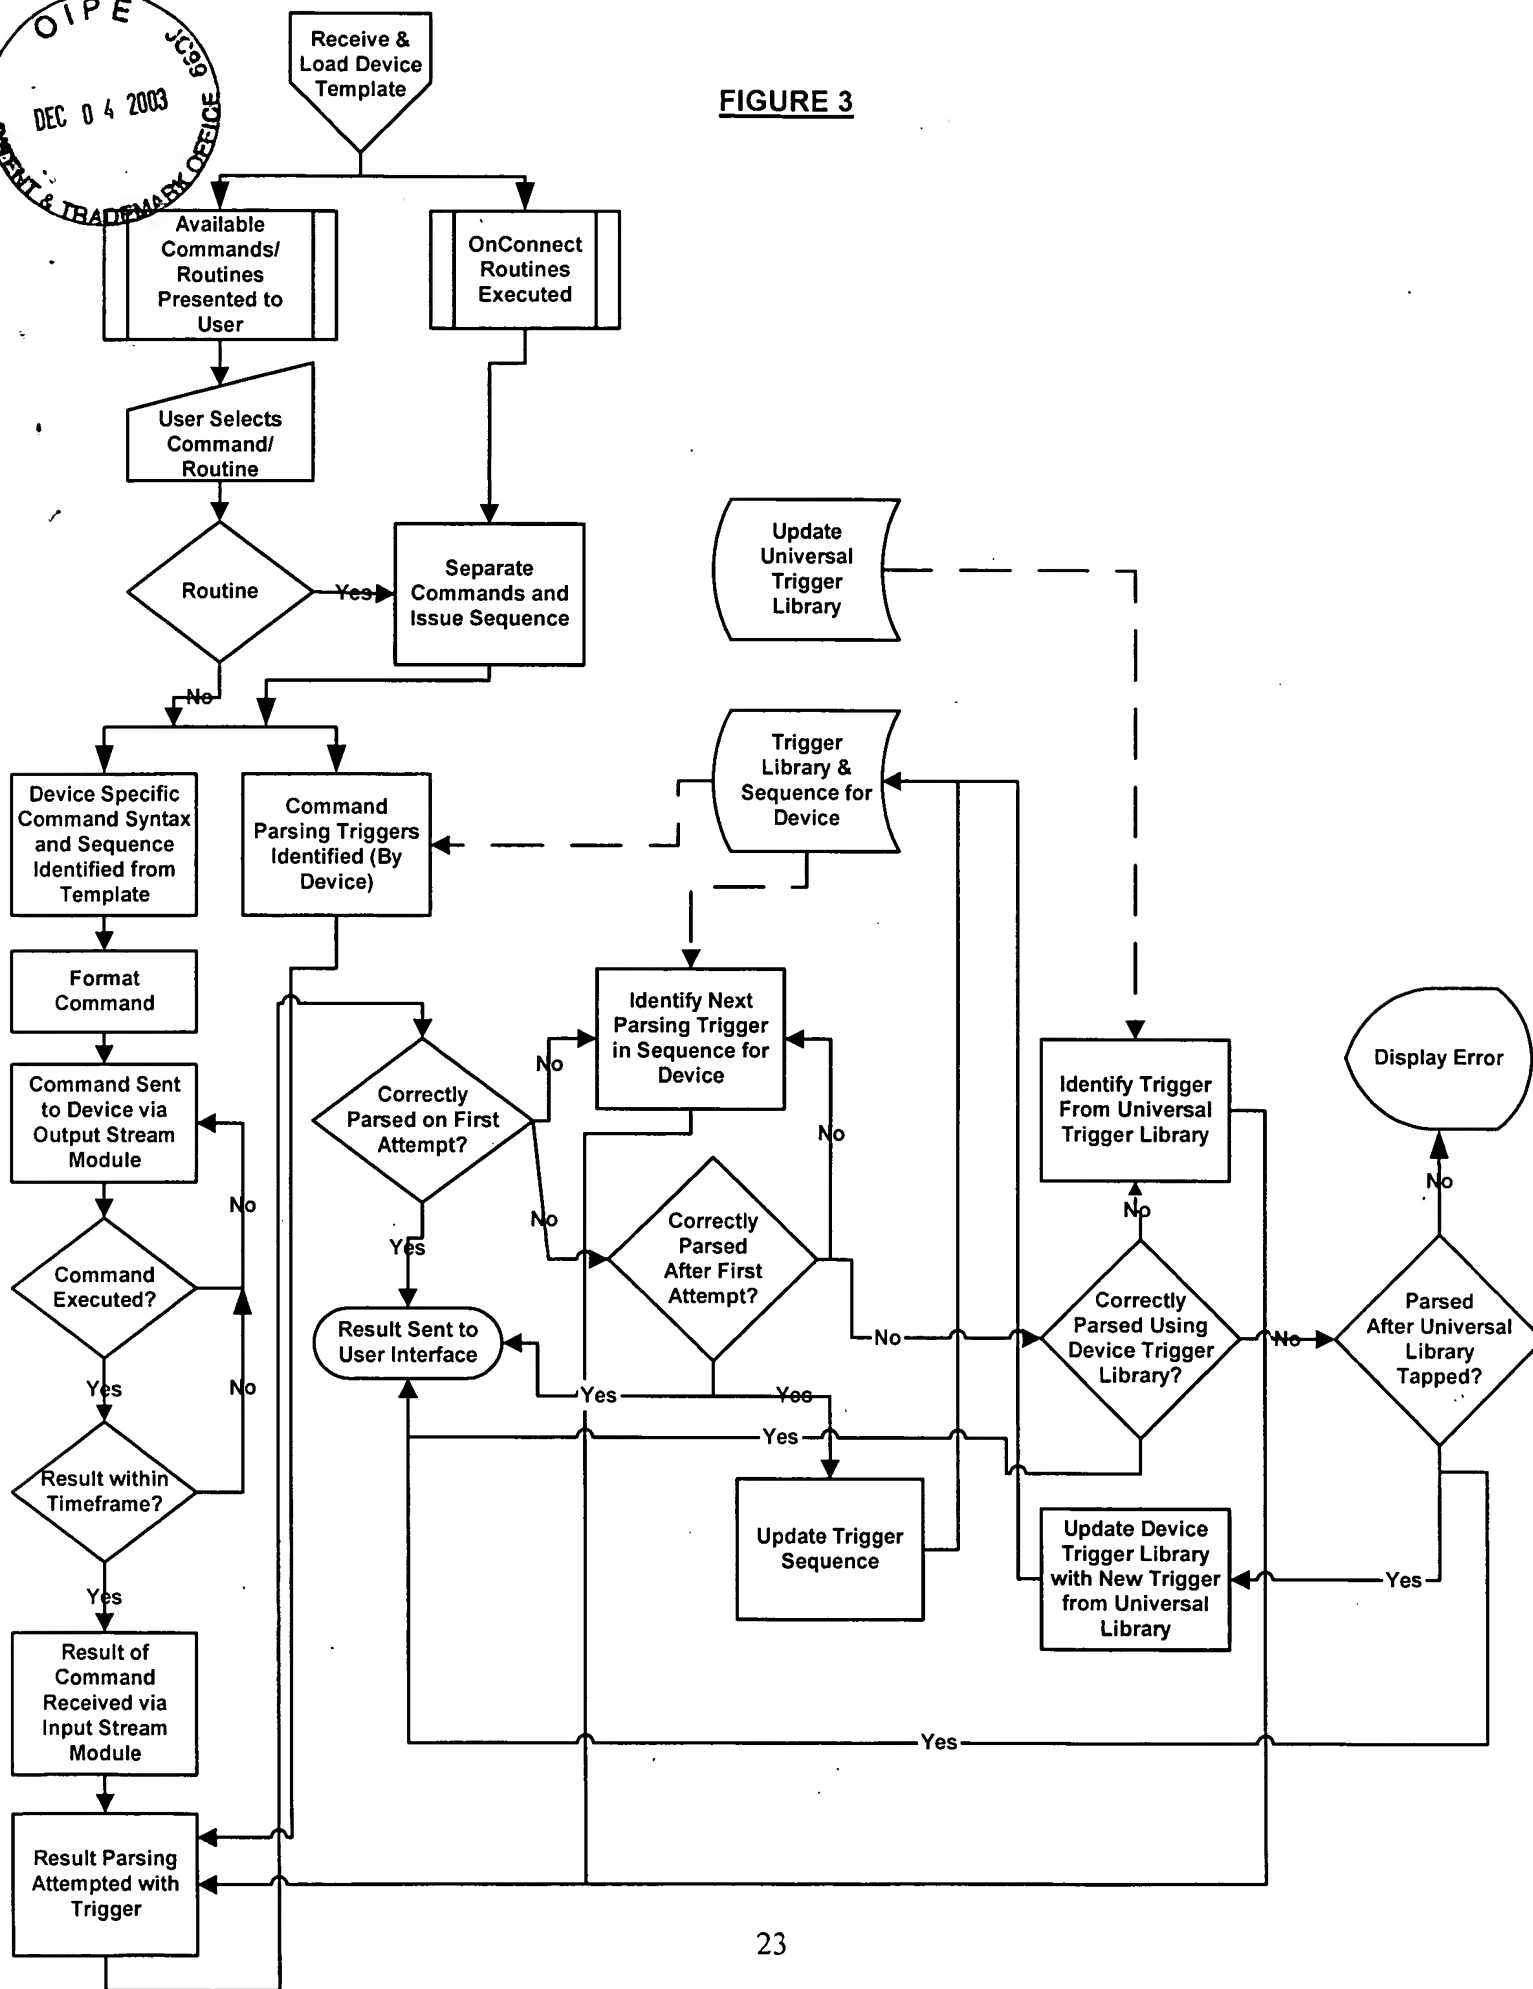 OIPE
JC99
DEC 04 2003
& TRADEMARK OFFICE
Receive &
Load Device
Template
FIGURE 3
Available
Commands/
Routines
Presented to
User
OnConnect
Routines
Executed
User Selects
Command/
Routine
Routine
Yes
Separate
Commands and
Issue Sequence
No
Update
Universal
Trigger
Library
Trigger
Library &
Sequence for
Device
Device Specific
Command Syntax
and Sequence
Identified from
Template
Command
Parsing Triggers
Identified (By
Device)
Format
Command
Command Sent
to Device via
Output Stream
Module
No
Command
Executed?
Yes
No
Result within
Timeframe?
Yes
Result of
Command
Received via
Input Stream
Module
Result Parsing
Attempted with
Trigger
Correctly
Parsed on First
Attempt?
No
No
Yes
Identify Next
Parsing Trigger
in Sequence for
Device
No
Correctly
Parsed
After First
Attempt?
Result Sent to
User Interface
Yes
Yes
No
Identify Trigger
From Universal
Trigger Library
No
Correctly
Parsed Using
Device Trigger
Library?
No
Yes
Display Error
No
Parsed
After Universal
Library
Tapped?
Update Trigger
Sequence
Update Device
Trigger Library
with New Trigger
from Universal
Library
Yes
Yes
23